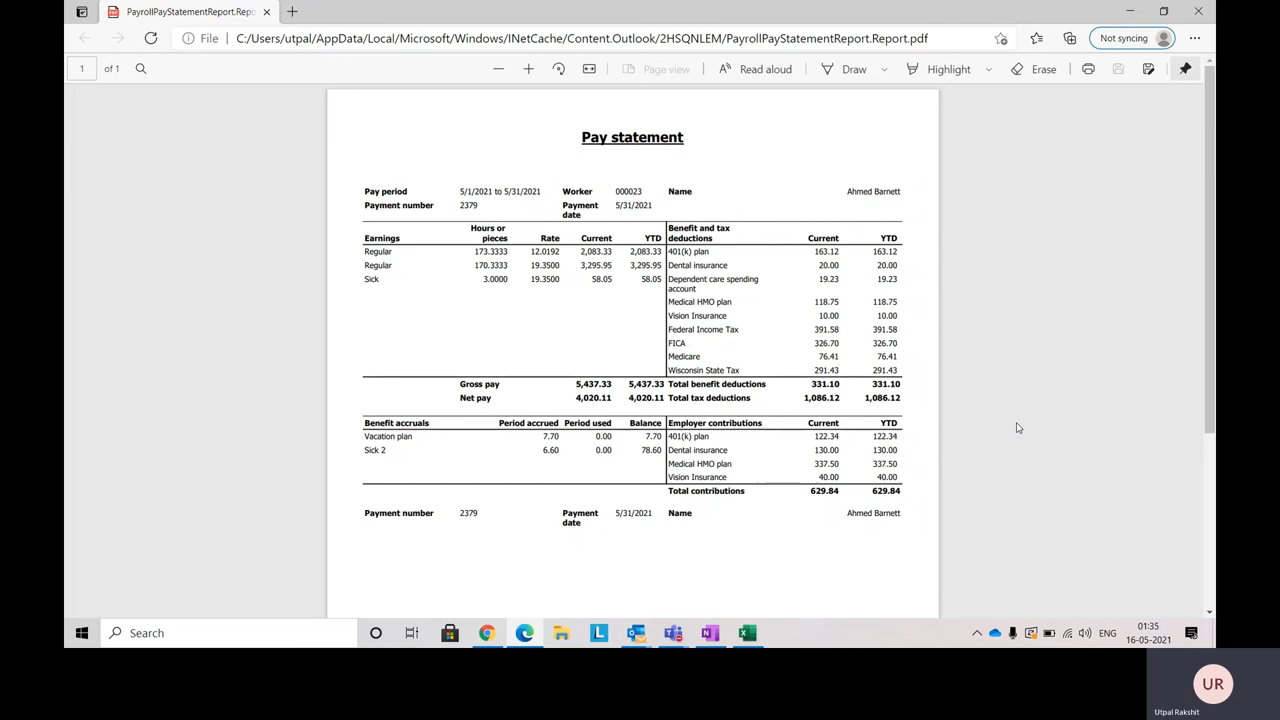 PayrollPayStatementReport.Repo
File C:/Users/utpal/AppData/Local/Microsoft/Windows/INetCache/Content.Outlook/2HSQNLEM/PayrollPayStatementReport.Report.pdf Not syncing
1 of 1 Page view Read aloud Draw Highlight Erase
Pay statement
Pay period 5/1/2021 to 5/31/2021 Worker 000023 Name Ahmed Barnett
Payment number 2379 Payment date 5/31/2021
Earnings Hours or pieces Rate Current YTD Benefit and tax deductions Current YTD
Regular 173.3333 12.0192 2,083.33 2,083.33 401(k) plan 163.12 163.12
Regular 170.3333 19.3500 3,295.95 3,295.95 Dental insurance 20.00 20.00
Sick 3.0000 19.3500 58.05 58.05 Dependent care spending account 19.23 19.23
Medical HMO plan 118.75 118.75
Vision Insurance 10.00 10.00
Federal Income Tax 391.58 391.58
FICA 326.70 326.70
Medicare 76.41 76.41
Wisconsin State Tax 291.43 291.43
Gross pay 5,437.33 5,437.33 Total benefit deductions 331.10 331.10
Net pay 4,020.11 4,020.11 Total tax deductions 1,086.12 1,086.12
Benefit accruals Period accrued Period used Balance Employer contributions Current YTD
Vacation plan 7.70 0.00 7.70 401(k) plan 122.34 122.34
Sick 2 6.60 0.00 78.60 Dental insurance 130.00 130.00
Medical HMO plan 337.50 337.50
Vision Insurance 40.00 40.00
Total contributions 629.84 629.84
Payment number 2379 Payment date 5/31/2021 Name Ahmed Barnett
Search ENG 01:35
16-05-2021
UR
Utpal Rakshit